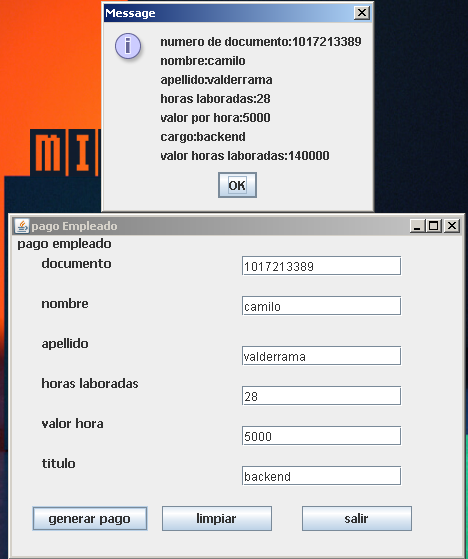 Message
numero de documento:1017213389
nombre:camilo
apellido:valderrama
horas laboradas:28
valor por hora:5000
cargo:backend
valor horas laboradas:140000
OK
MI
pago Empleado
pago empleado
documento 1017213389
nombre camilo
apellido valderrama
horas laboradas 28
valor hora 5000
titulo backend
generar pago limpiar salir